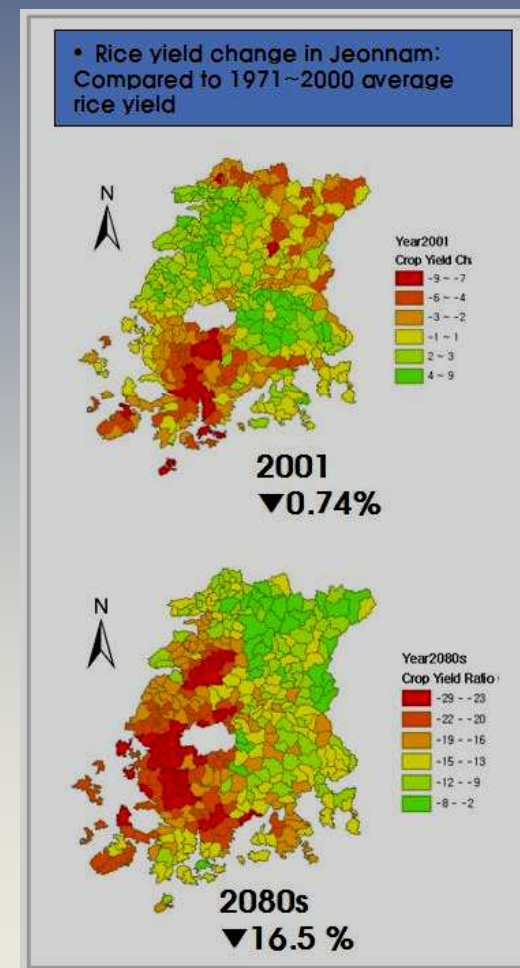 • Rice yield change in Jeonnam:
Compared to 1971~2000 average
rice yield
N
Year2001
Crop Yield Ch
-9 ~ -7
-6 ~ -4
-3 ~ -2
-1 ~ 1
2 ~ 3
4 ~ 9
2001
▼0.74%
N
Year2080s
Crop Yield Ratio
-29 - -23
-22 - -20
-19 - -16
-15 - -13
-12 - -9
-8 - -2
2080s
▼16.5 %